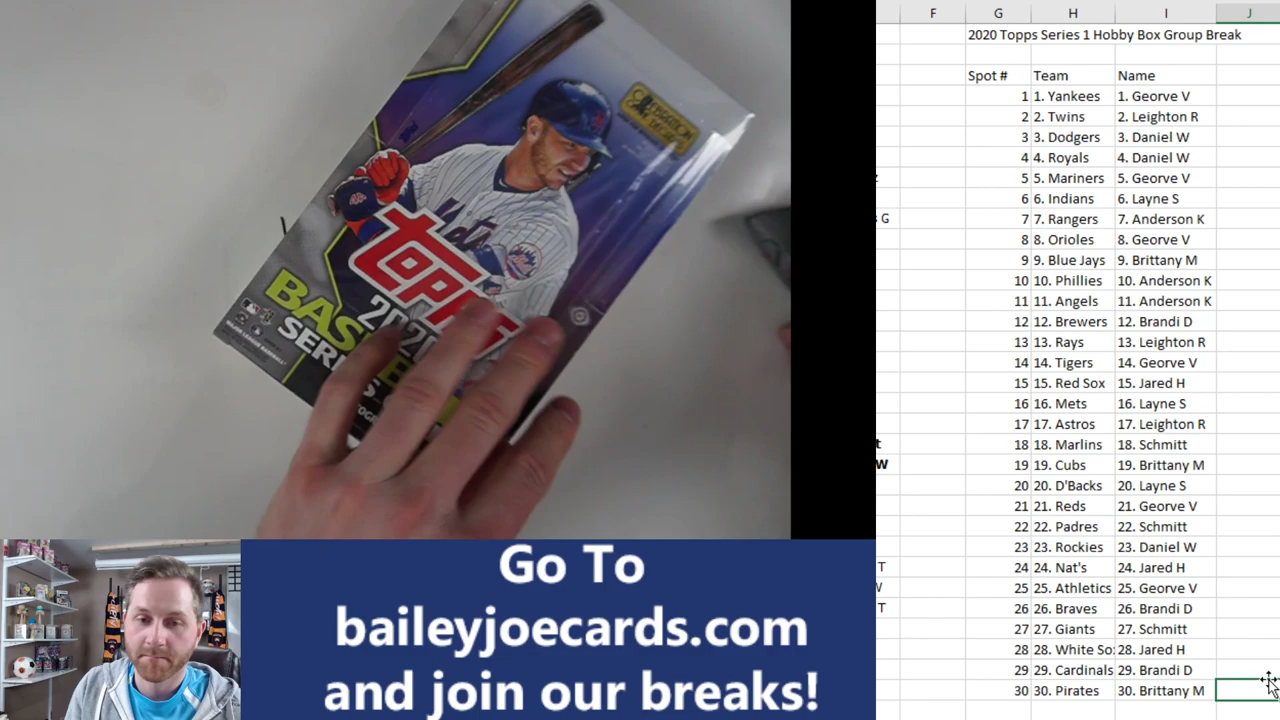 F G H I J
2020 Topps Series 1 Hobby Box Group Break
Spot # Team Name
1 1. Yankees 1. Georve V
2 2. Twins 2. Leighton R
3 3. Dodgers 3. Daniel W
4 4. Royals 4. Daniel W
5 5. Mariners 5. Georve V
6 6. Indians 6. Layne S
G 7 7. Rangers 7. Anderson K
8 8. Orioles 8. Georve V
9 9. Blue Jays 9. Brittany M
10 10. Phillies 10. Anderson K
11 11. Angels 11. Anderson K
12 12. Brewers 12. Brandi D
13 13. Rays 13. Leighton R
14 14. Tigers 14. Georve V
15 15. Red Sox 15. Jared H
16 16. Mets 16. Layne S
17 17. Astros 17. Leighton R
t 18 18. Marlins 18. Schmitt
W 19 19. Cubs 19. Brittany M
20 20. D'Backs 20. Layne S
21 21. Reds 21. Georve V
22 22. Padres 22. Schmitt
23 23. Rockies 23. Daniel W
T 24 24. Nat's 24. Jared H
25 25. Athletics 25. Georve V
T 26 26. Braves 26. Brandi D
27 27. Giants 27. Schmitt
28 28. White So 28. Jared H
29 29. Cardinals 29. Brandi D
30 30. Pirates 30. Brittany M
Mets
topps
2020
BAS
SERI
MAJOR LEAGUE BASEBALL
Go To
baileyjoecards.com
and join our breaks!